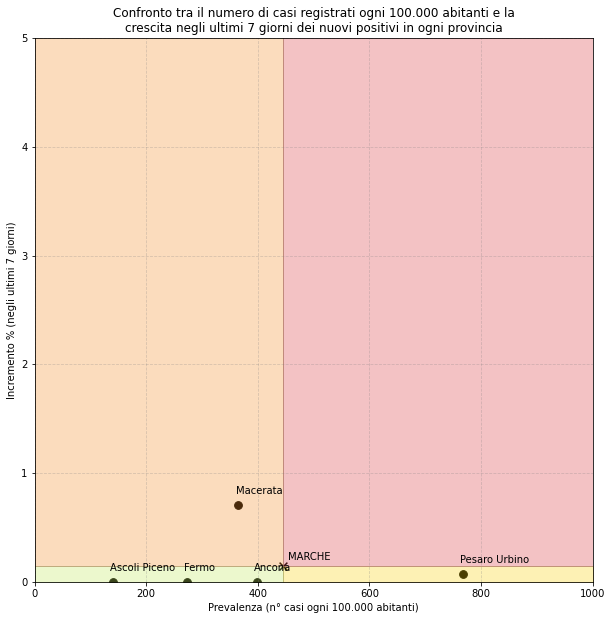 Confronto tra il numero di casi registrati ogni 100.000 abitanti e la
crescita negli ultimi 7 giorni dei nuovi positivi in ogni provincia
5
4
3
2
1
0
Incremento % (negli ultimi 7 giorni)
Macerata
MARCHE
Ascoli Piceno
Fermo
Ancona
Pesaro Urbino
0
200
400
600
800
1000
Prevalenza (n° casi ogni 100.000 abitanti)